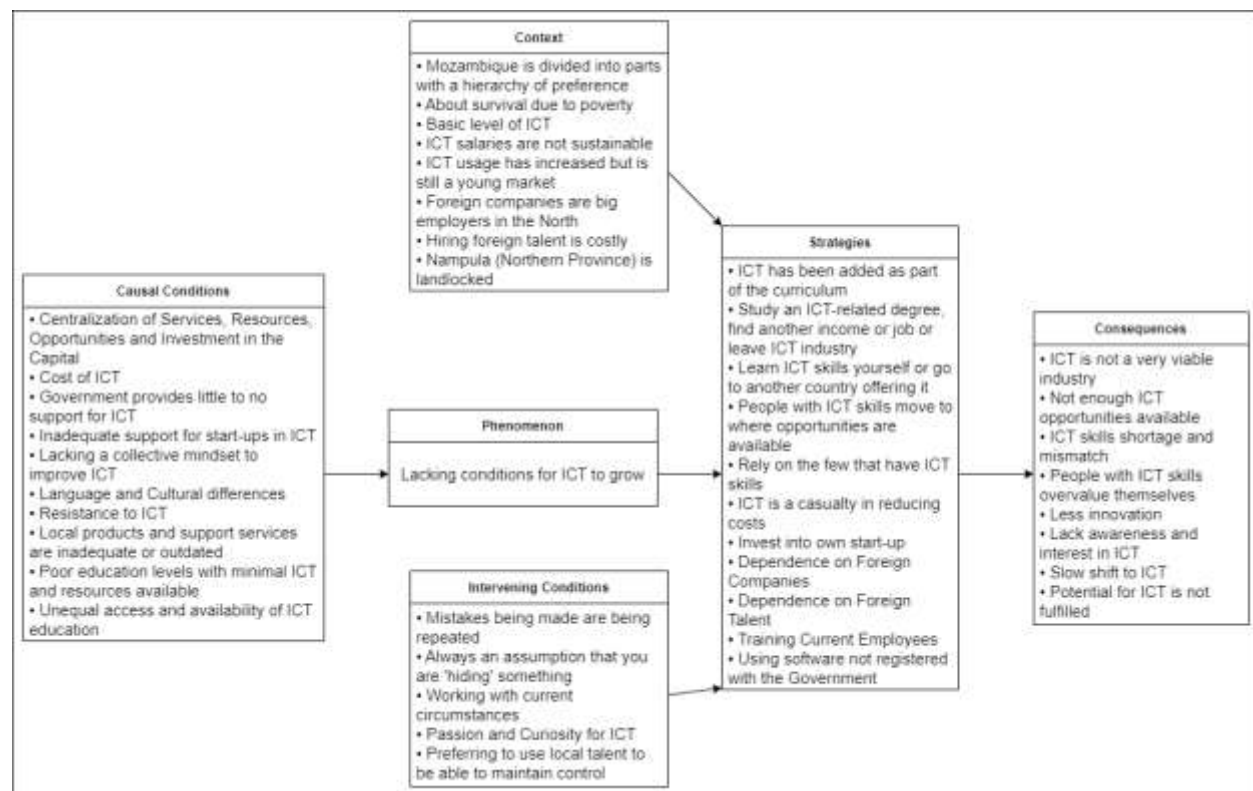 Context
• Mozambique is divided into parts
with a hierarchy of preference
• About survival due to poverty
• Basic level of ICT
• ICT salaries are not sustainable
• ICT usage has increased but is
still a young market
• Foreign companies are big
employers in the North
• Hiring foreign talent is costly
• Nampula (Northern Province) is
landlocked
Causal Conditions
• Centralization of Services, Resources,
Opportunities and Investment in the
Capital
• Cost of ICT
• Government provides little to no
support for ICT
• Inadequate support for start-ups in ICT
• Lacking a collective mindset to
improve ICT
• Language and Cultural differences
• Resistance to ICT
• Local products and support services
are inadequate or outdated
• Poor education levels with minimal ICT
and resources available
• Unequal access and availability of ICT
education
Phenomenon
Lacking conditions for ICT to grow
Intervening Conditions
• Mistakes being made are being
repeated
• Always an assumption that you
are 'hiding' something
• Working with current
circumstances
• Passion and Curiosity for ICT
• Preferring to use local talent to
be able to maintain control
Strategies
• ICT has been added as part
of the curriculum
• Study an ICT-related degree,
find another income or job or
leave ICT industry
• Learn ICT skills yourself or go
to another country offering it
• People with ICT skills move to
where opportunities are
available
• Rely on the few that have ICT
skills
• ICT is a casualty in reducing
costs
• Invest into own start-up
• Dependence on Foreign
Companies
• Dependence on Foreign
Talent
• Training Current Employees
• Using software not registered
with the Government
Consequences
• ICT is not a very viable
industry
• Not enough ICT
opportunities available
• ICT skills shortage and
mismatch
• People with ICT skills
overvalue themselves
• Less innovation
• Lack awareness and
interest in ICT
• Slow shift to ICT
• Potential for ICT is not
fulfilled